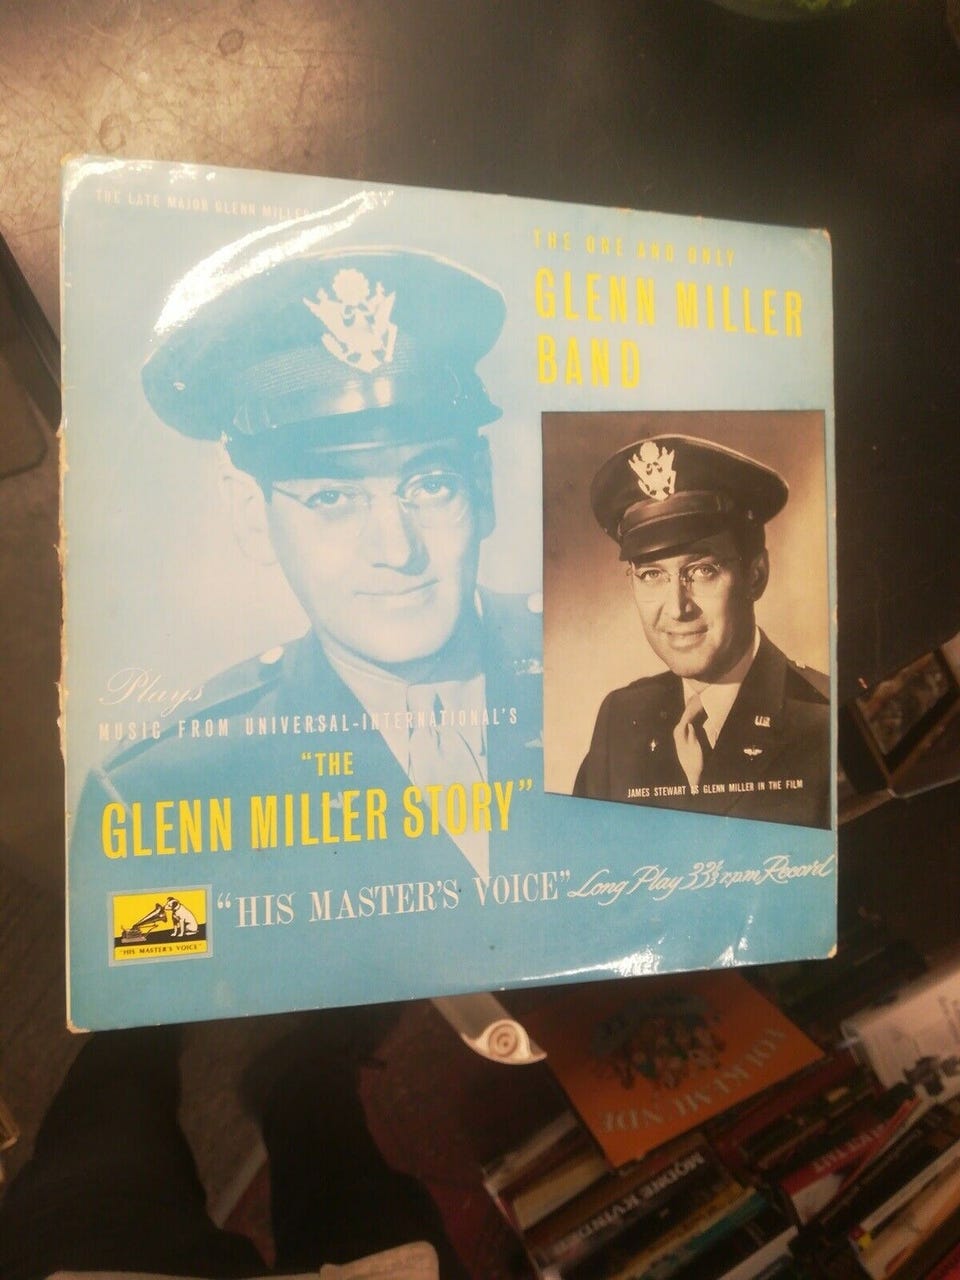 THE LATE MAJOR GLENN MILLER
THE ONE AND ONLY
GLENN MILLER
BAND
JAMES STEWART AS GLENN MILLER IN THE FILM
Plays
MUSIC FROM UNIVERSAL-INTERNATIONAL'S
"THE
GLENN MILLER STORY"
"HIS MASTER'S VOICE" Long Play 33⅓ r.p.m. Record
"HIS MASTER'S VOICE"